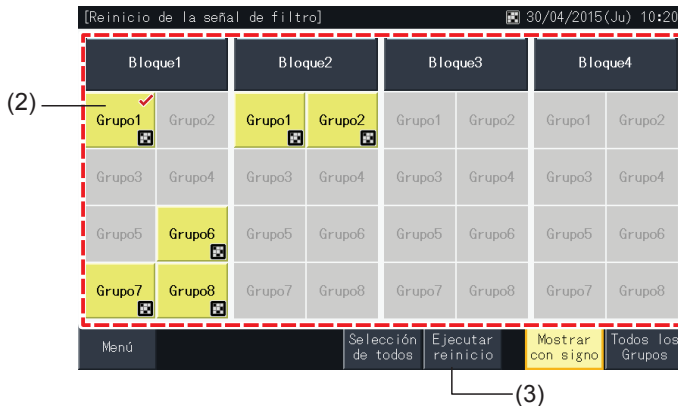 [Reinicio de la señal de filtro] 30/04/2015(Ju) 10:20
Bloque1 Bloque2 Bloque3 Bloque4
(2)
Grupo1 Grupo2 Grupo1 Grupo2 Grupo1 Grupo2 Grupo1 Grupo2
Grupo3 Grupo4 Grupo3 Grupo4 Grupo3 Grupo4 Grupo3 Grupo4
Grupo5 Grupo6 Grupo5 Grupo6 Grupo5 Grupo6 Grupo5 Grupo6
Grupo7 Grupo8 Grupo7 Grupo8 Grupo7 Grupo8 Grupo7 Grupo8
Menú
Selección
de todos
Ejecutar
reinicio
Mostrar
con signo
Todos los
Grupos
(3)